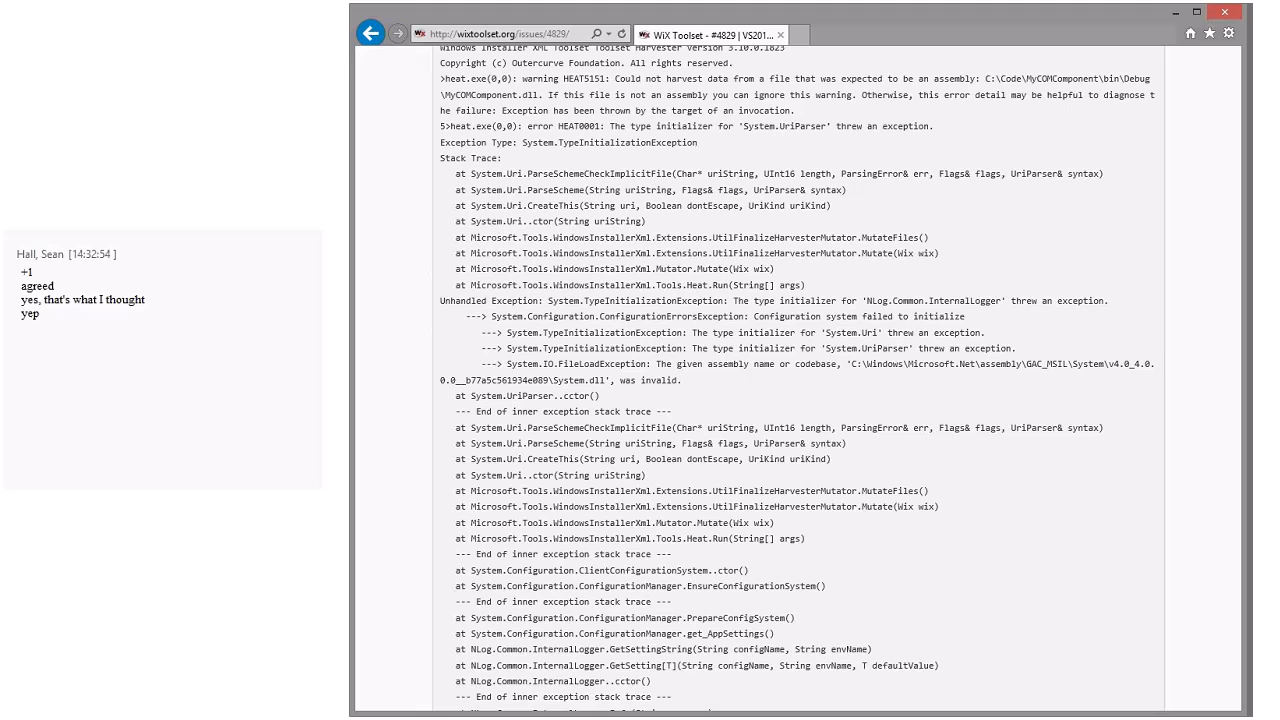 Hall, Sean [14:32:54 ]
+1
agreed
yes, that's what I thought
yep
http://wixtoolset.org/issues/4829/
WiX Toolset - #4829 | VS201...
Windows Installer XML Toolset Toolset Harvester version 3.10.0.1823
Copyright (c) Outercurve Foundation. All rights reserved.
>heat.exe(0,0): warning HEAT5151: Could not harvest data from a file that was expected to be an assembly: C:\Code\MyCOMComponent\bin\Debug
\MyCOMComponent.dll. If this file is not an assembly you can ignore this warning. Otherwise, this error detail may be helpful to diagnose t
he failure: Exception has been thrown by the target of an invocation.
5>heat.exe(0,0): error HEAT0001: The type initializer for 'System.UriParser' threw an exception.
Exception Type: System.TypeInitializationException
Stack Trace:
at System.Uri.ParseSchemeCheckImplicitFile(Char* uriString, UInt16 length, ParsingError& err, Flags& flags, UriParser& syntax)
at System.Uri.ParseScheme(String uriString, Flags& flags, UriParser& syntax)
at System.Uri.CreateThis(String uri, Boolean dontEscape, UriKind uriKind)
at System.Uri..ctor(String uriString)
at Microsoft.Tools.WindowsInstallerXml.Extensions.UtilFinalizeHarvesterMutator.MutateFiles()
at Microsoft.Tools.WindowsInstallerXml.Extensions.UtilFinalizeHarvesterMutator.Mutate(Wix wix)
at Microsoft.Tools.WindowsInstallerXml.Mutator.Mutate(Wix wix)
at Microsoft.Tools.WindowsInstallerXml.Tools.Heat.Run(String[] args)
Unhandled Exception: System.TypeInitializationException: The type initializer for 'NLog.Common.InternalLogger' threw an exception.
---> System.Configuration.ConfigurationErrorsException: Configuration system failed to initialize
---> System.TypeInitializationException: The type initializer for 'System.Uri' threw an exception.
---> System.TypeInitializationException: The type initializer for 'System.UriParser' threw an exception.
---> System.IO.FileLoadException: The given assembly name or codebase, 'C:\Windows\Microsoft.Net\assembly\GAC_MSIL\System\v4.0_4.0.
0.0__b77a5c561934e089\System.dll', was invalid.
at System.UriParser..cctor()
--- End of inner exception stack trace ---
at System.Uri.ParseSchemeCheckImplicitFile(Char* uriString, UInt16 length, ParsingError& err, Flags& flags, UriParser& syntax)
at System.Uri.ParseScheme(String uriString, Flags& flags, UriParser& syntax)
at System.Uri.CreateThis(String uri, Boolean dontEscape, UriKind uriKind)
at System.Uri..ctor(String uriString)
at Microsoft.Tools.WindowsInstallerXml.Extensions.UtilFinalizeHarvesterMutator.MutateFiles()
at Microsoft.Tools.WindowsInstallerXml.Extensions.UtilFinalizeHarvesterMutator.Mutate(Wix wix)
at Microsoft.Tools.WindowsInstallerXml.Mutator.Mutate(Wix wix)
at Microsoft.Tools.WindowsInstallerXml.Tools.Heat.Run(String[] args)
--- End of inner exception stack trace ---
at System.Configuration.ClientConfigurationSystem..ctor()
at System.Configuration.ConfigurationManager.EnsureConfigurationSystem()
--- End of inner exception stack trace ---
at System.Configuration.ConfigurationManager.PrepareConfigSystem()
at System.Configuration.ConfigurationManager.get_AppSettings()
at NLog.Common.InternalLogger.GetSettingString(String configName, String envName)
at NLog.Common.InternalLogger.GetSetting[T](String configName, String envName, T defaultValue)
at NLog.Common.InternalLogger..cctor()
--- End of inner exception stack trace ---